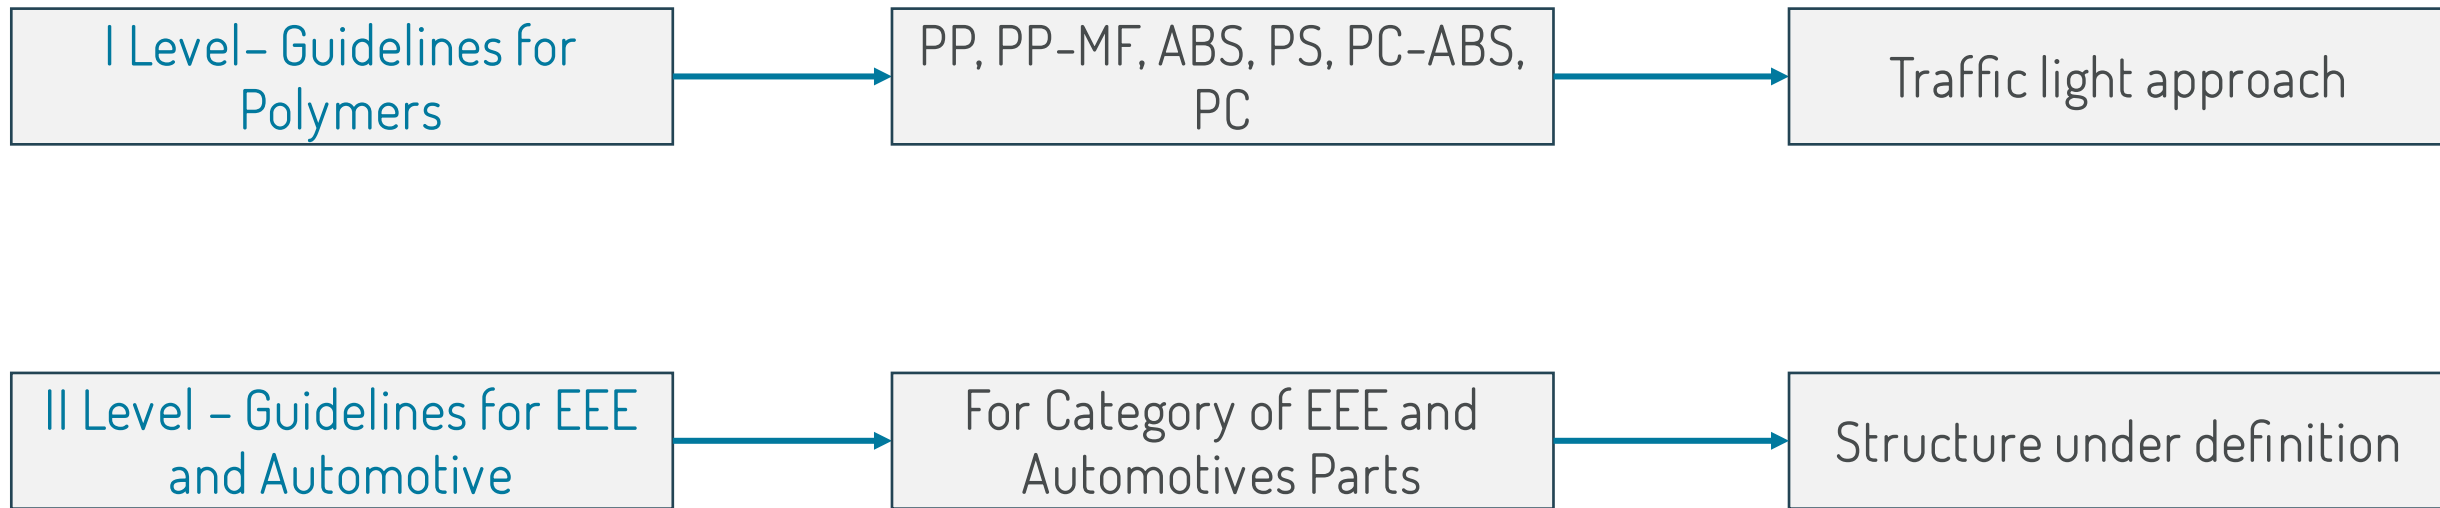 I Level– Guidelines for
Polymers
PP, PP-MF, ABS, PS, PC-ABS,
PC
Traffic light approach
II Level – Guidelines for EEE
and Automotive
For Category of EEE and
Automotives Parts
Structure under definition